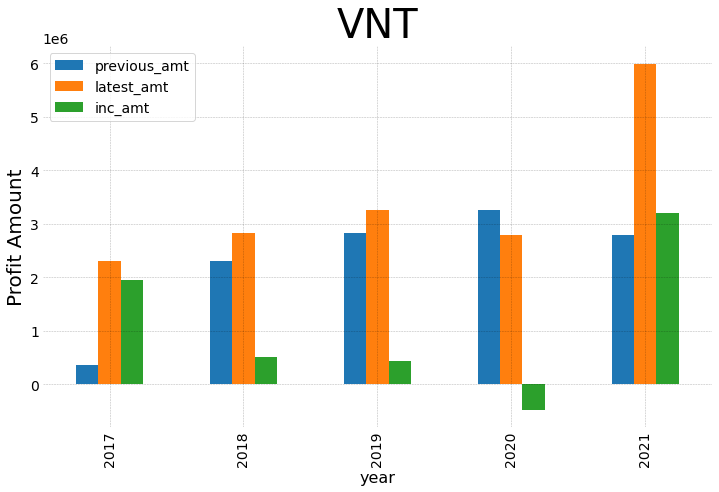 VNT
1e6
previous_amt
latest_amt
inc_amt
6
5
4
3
2
1
0
Profit Amount
2017
2018
2019
2020
2021
year